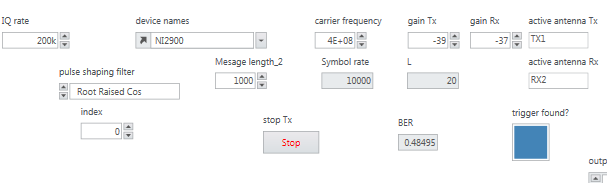 IQ rate device names carrier frequency gain Tx gain Rx active antenna Tx
200k NI2900 4E+08 -39 -37 TX1
Mesage length_2 Symbol rate L active antenna Rx
pulse shaping filter 1000 10000 20 RX2
Root Raised Cos
index trigger found?
0 stop Tx BER
Stop 0.48495
outp